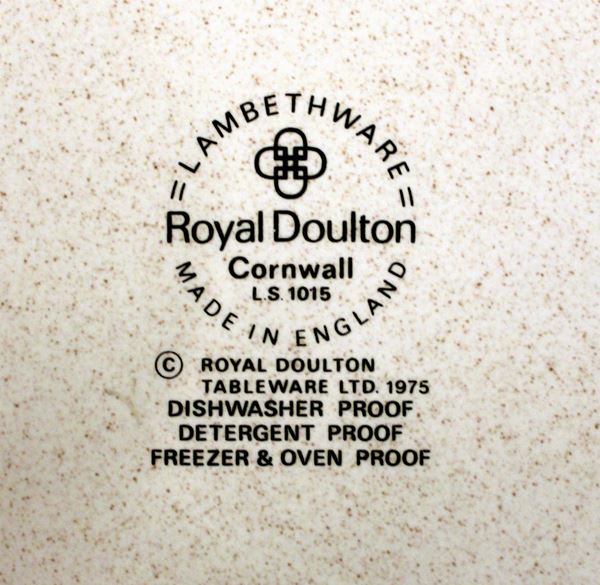 = LAMBETHWARE =
Royal Doulton
Cornwall
L.S. 1015
MADE IN ENGLAND
© ROYAL DOULTON
TABLEWARE LTD. 1975
DISHWASHER PROOF
DETERGENT PROOF
FREEZER & OVEN PROOF